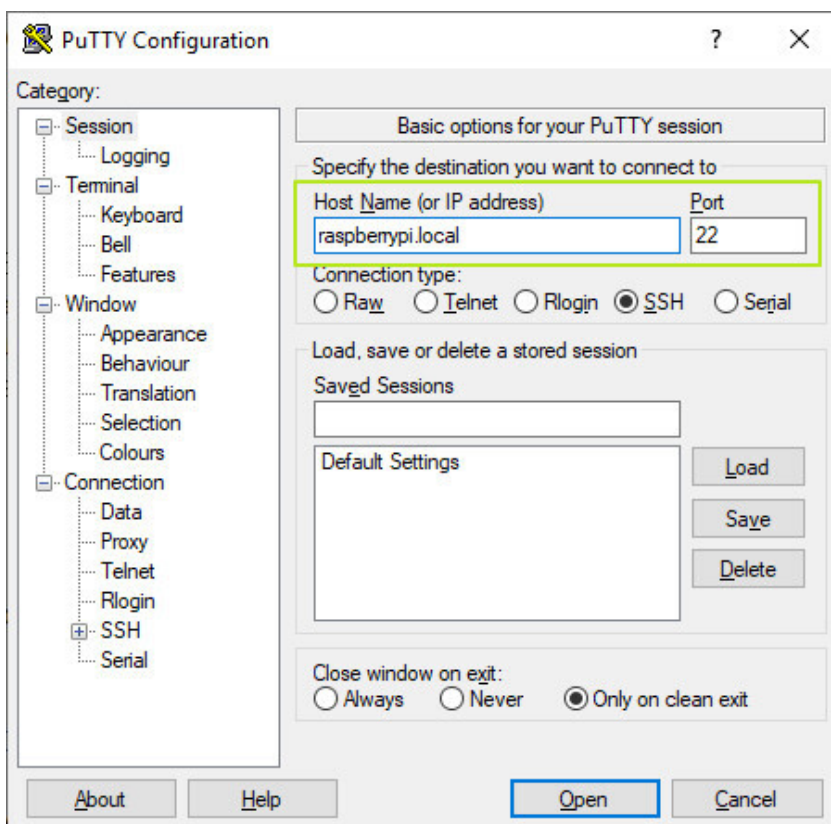 PuTTY Configuration
?
Category:
Session
Logging
Terminal
Keyboard
Bell
Features
Window
Appearance
Behaviour
Translation
Selection
Colours
Connection
Data
Proxy
Telnet
Rlogin
SSH
Serial
Basic options for your PuTTY session
Specify the destination you want to connect to
Host Name (or IP address) Port
raspberrypi.local 22
Connection type:
Raw Telnet Rlogin SSH Serial
Load, save or delete a stored session
Saved Sessions
Default Settings
Load
Save
Delete
Close window on exit:
Always Never Only on clean exit
About Help Open Cancel